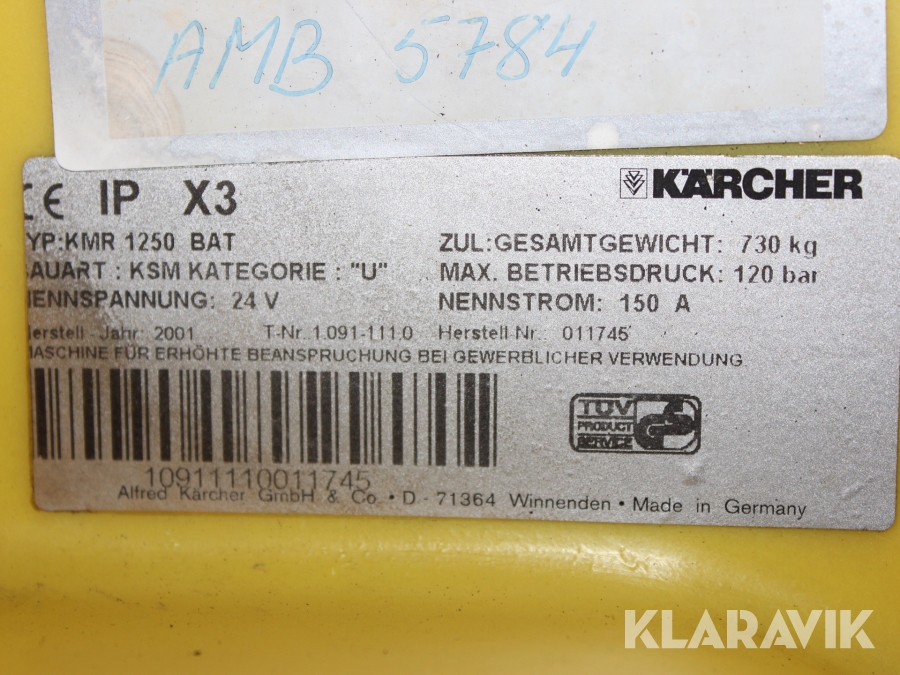 AMB 5784
CE IP X3
KÄRCHER
YP:KMR 1250 BAT
ZUL:GESAMTGEWICHT: 730 kg
BAUART : KSM KATEGORIE : "U"
MAX. BETRIEBSDRUCK: 120 bar
NENNSPANNUNG: 24 V
NENNSTROM: 150 A
Herstell - Jahr: 2001 T-Nr. 1.091-111.0 Herstell Nr. 011745
MASCHINE FÜR ERHÖHTE BEANSPRUCHUNG BEI GEWERBLICHER VERWENDUNG
TÜV
PRODUCT
SERVICE
GS
10911110011745
Alfred Kärcher GmbH & Co. • D - 71364 Winnenden • Made in Germany
KLARAVIK